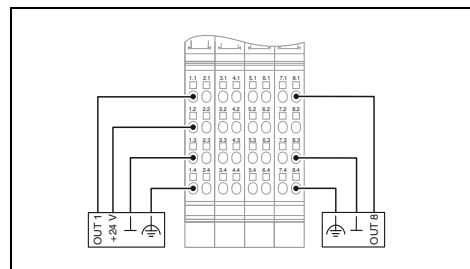 1.1 2.1 3.1 4.1 5.1 6.1 7.1 8.1
1.2 2.2 3.2 4.2 5.2 6.2 7.2 8.2
1.3 2.3 3.3 4.3 5.3 6.3 7.3 8.3
1.4 2.4 3.4 4.4 5.4 6.4 7.4 8.4
OUT 1
+24 V
OUT 8